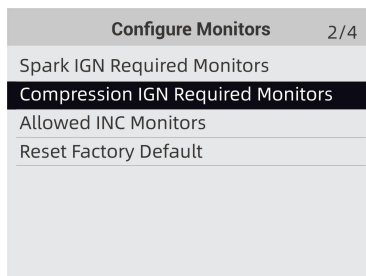 Configure Monitors 2/4
Spark IGN Required Monitors
Compression IGN Required Monitors
Allowed INC Monitors
Reset Factory Default